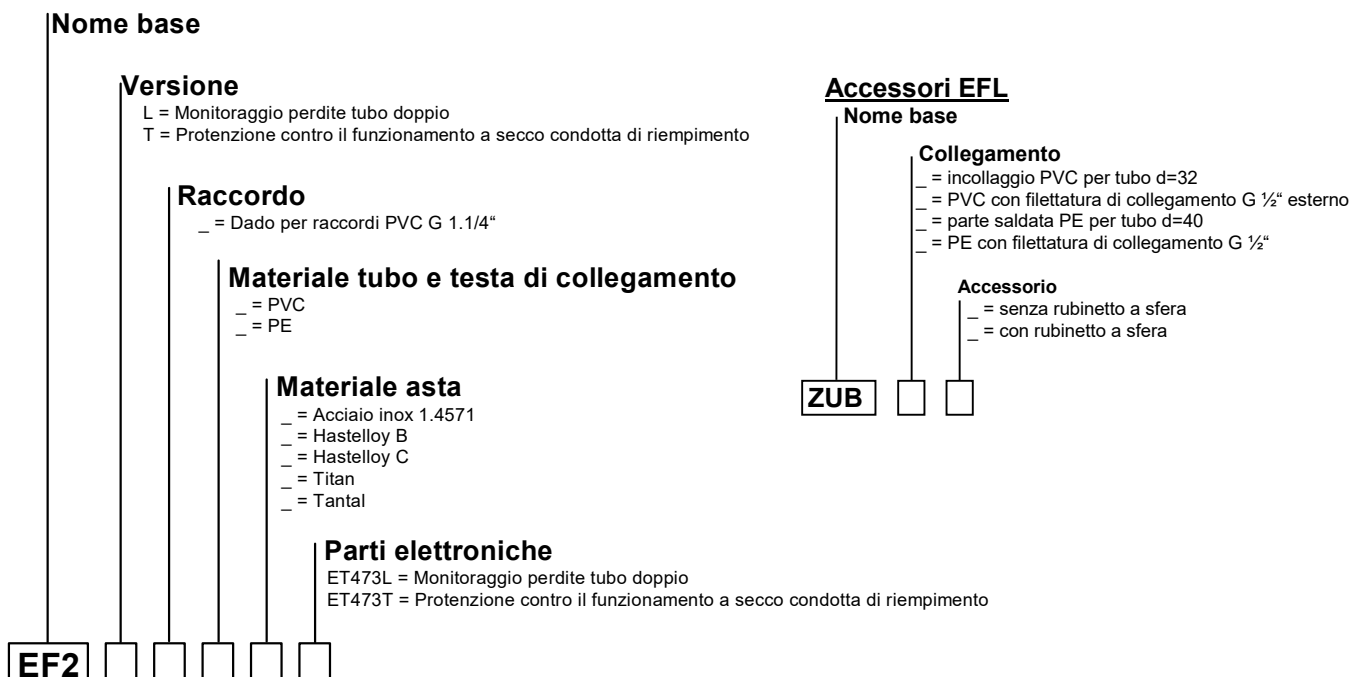 Nome base
Versione
L = Monitoraggio perdite tubo doppio
T = Protenzione contro il funzionamento a secco condotta di riempimento
Raccordo
_ = Dado per raccordi PVC G 1.1/4“
Materiale tubo e testa di collegamento
_ = PVC
_ = PE
Materiale asta
_ = Acciaio inox 1.4571
_ = Hastelloy B
_ = Hastelloy C
_ = Titan
_ = Tantal
Parti elettroniche
ET473L = Monitoraggio perdite tubo doppio
ET473T = Protenzione contro il funzionamento a secco condotta di riempimento
EF2
Accessori EFL
Nome base
Collegamento
_ = incollaggio PVC per tubo d=32
_ = PVC con filettatura di collegamento G ½“ esterno
_ = parte saldata PE per tubo d=40
_ = PE con filettatura di collegamento G ½“
Accessorio
_ = senza rubinetto a sfera
_ = con rubinetto a sfera
ZUB